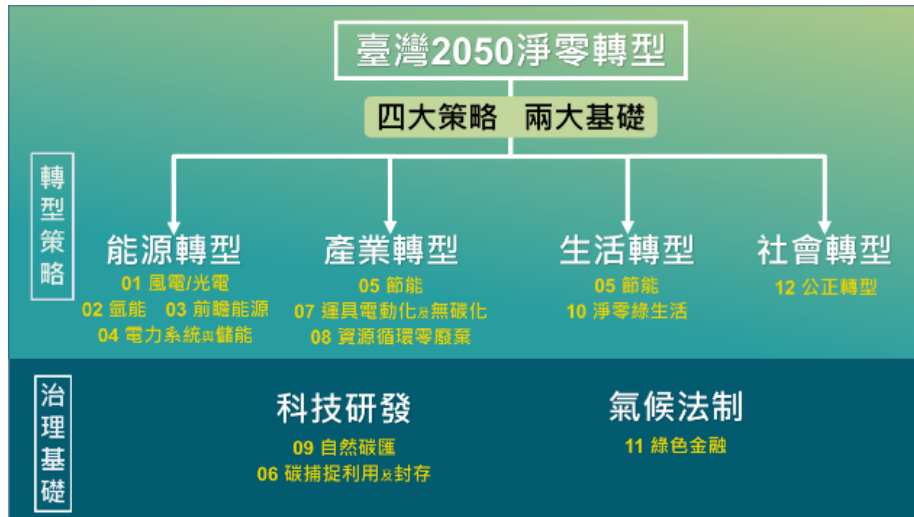 臺灣2050淨零轉型
四大策略 兩大基礎
轉型策略
能源轉型
01 風電/光電
02 氫能 03 前瞻能源
04 電力系統與儲能
產業轉型
05 節能
07 運具電動化及無碳化
08 資源循環零廢棄
生活轉型
05 節能
10 淨零綠生活
社會轉型
12 公正轉型
治理基礎
科技研發
09 自然碳匯
06 碳捕捉利用及封存
氣候法制
11 綠色金融